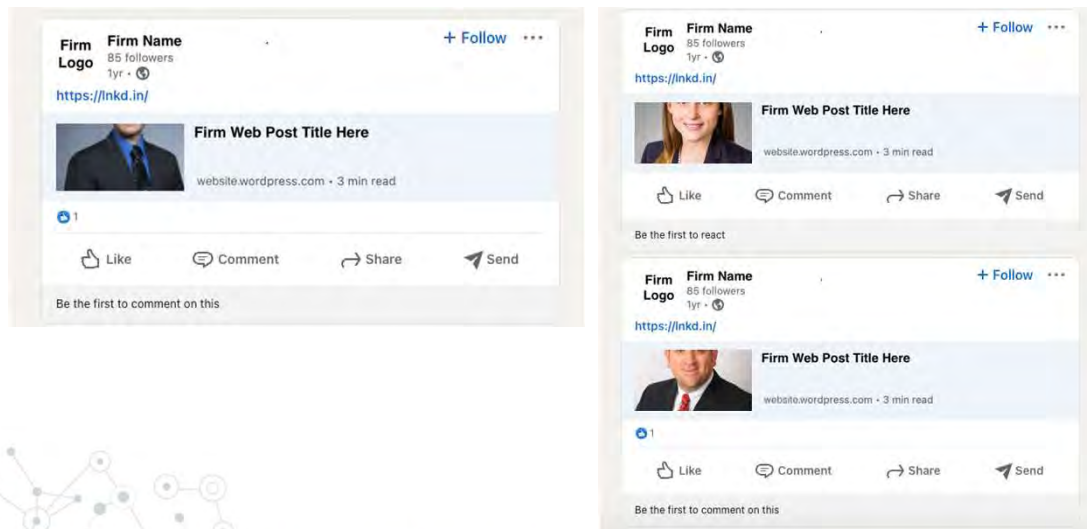 Firm Logo
Firm Name
85 followers
1yr •
+ Follow •••
https://lnkd.in/
Firm Web Post Title Here
website.wordpress.com • 3 min read
1
Like Comment Share Send
Be the first to comment on this
Firm Logo
Firm Name
85 followers
1yr •
+ Follow •••
https://lnkd.in/
Firm Web Post Title Here
website.wordpress.com • 3 min read
Like Comment Share Send
Be the first to react
Firm Logo
Firm Name
85 followers
1yr •
+ Follow •••
https://lnkd.in/
Firm Web Post Title Here
website.wordpress.com • 3 min read
1
Like Comment Share Send
Be the first to comment on this